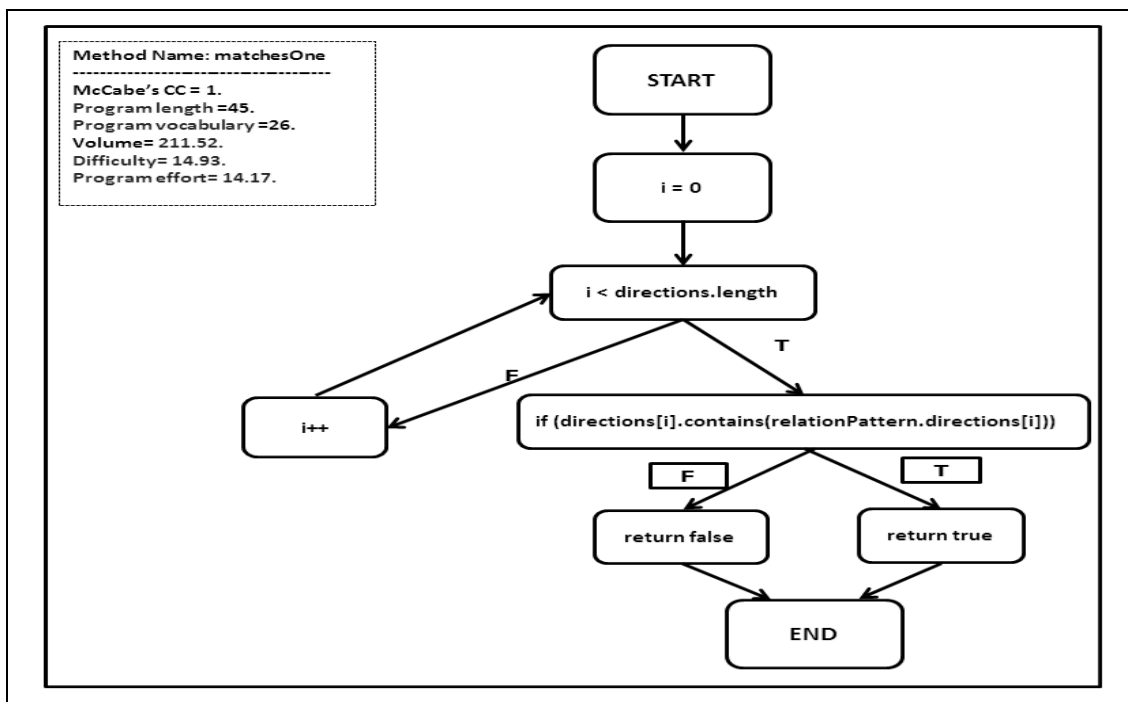 Method Name: matchesOne
--------------------------------------
McCabe's CC = 1.
Program length =45.
Program vocabulary =26.
Volume= 211.52.
Difficulty= 14.93.
Program effort= 14.17.
START
i = 0
i < directions.length
F
T
i++
if (directions[i].contains(relationPattern.directions[i]))
F
T
return false
return true
END